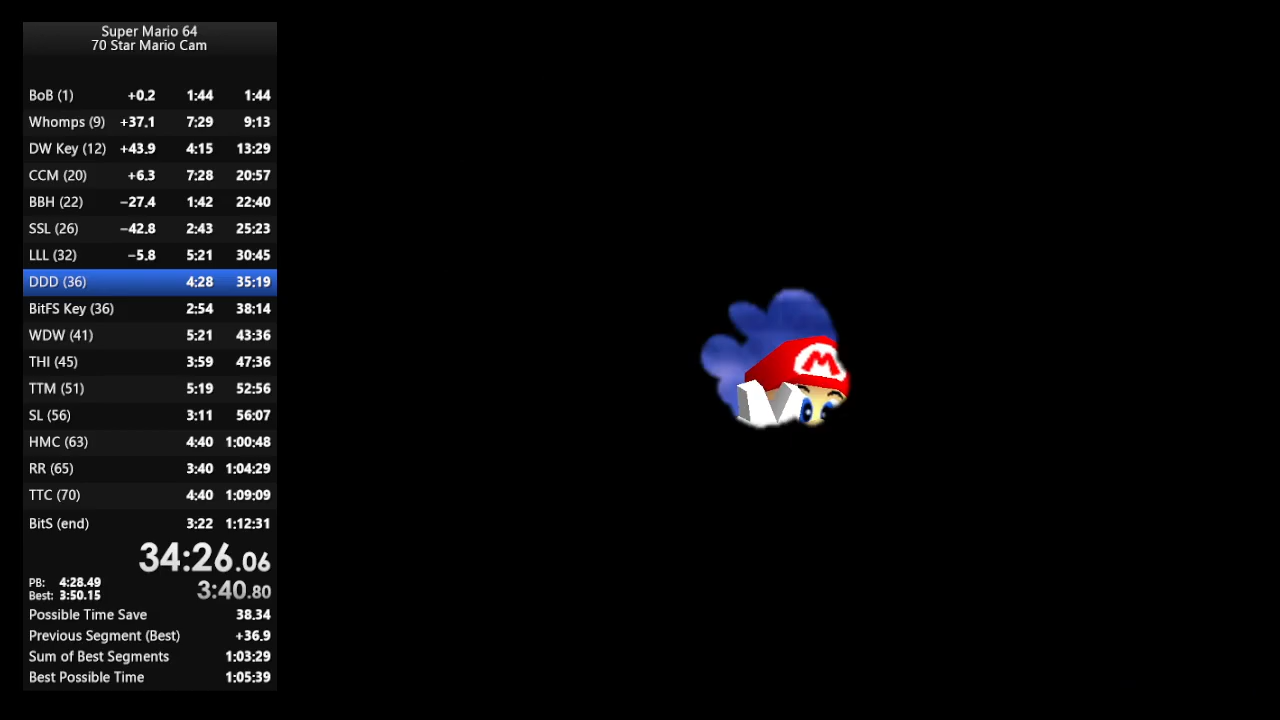 Super Mario 64
70 Star Mario Cam
BoB (1) +0.2 1:44 1:44
Whomps (9) +37.1 7:29 9:13
DW Key (12) +43.9 4:15 13:29
CCM (20) +6.3 7:28 20:57
BBH (22) −27.4 1:42 22:40
SSL (26) −42.8 2:43 25:23
LLL (32) −5.8 5:21 30:45
DDD (36) 4:28 35:19
BitFS Key (36) 2:54 38:14
WDW (41) 5:21 43:36
THI (45) 3:59 47:36
TTM (51) 5:19 52:56
SL (56) 3:11 56:07
HMC (63) 4:40 1:00:48
RR (65) 3:40 1:04:29
TTC (70) 4:40 1:09:09
BitS (end) 3:22 1:12:31
34:26.06
PB: 4:28.49
Best: 3:50.15
3:40.80
Possible Time Save 38.34
Previous Segment (Best) +36.9
Sum of Best Segments 1:03:29
Best Possible Time 1:05:39
M